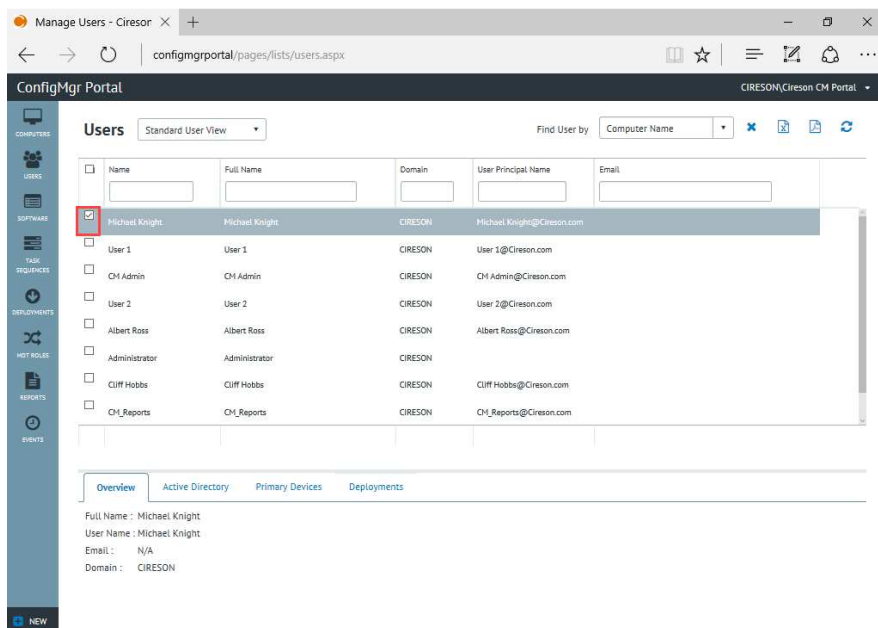 Manage Users - Cireson
configmgrportal/pages/lists/users.aspx
ConfigMgr Portal
CIRESON\Cireson CM Portal
COMPUTERS
USERS
SOFTWARE
TASK
SEQUENCES
DEPLOYMENTS
MDT ROLES
REPORTS
EVENTS
NEW
Users Standard User View Find User by Computer Name
Name Full Name Domain User Principal Name Email
Michael Knight Michael Knight CIRESON Michael Knight@Cireson.com
User 1 User 1 CIRESON User 1@Cireson.com
CM Admin CM Admin CIRESON CM Admin@Cireson.com
User 2 User 2 CIRESON User 2@Cireson.com
Albert Ross Albert Ross CIRESON Albert Ross@Cireson.com
Administrator Administrator CIRESON
Cliff Hobbs Cliff Hobbs CIRESON Cliff Hobbs@Cireson.com
CM_Reports CM_Reports CIRESON CM_Reports@Cireson.com
Overview Active Directory Primary Devices Deployments
Full Name : Michael Knight
User Name : Michael Knight
Email : N/A
Domain : CIRESON